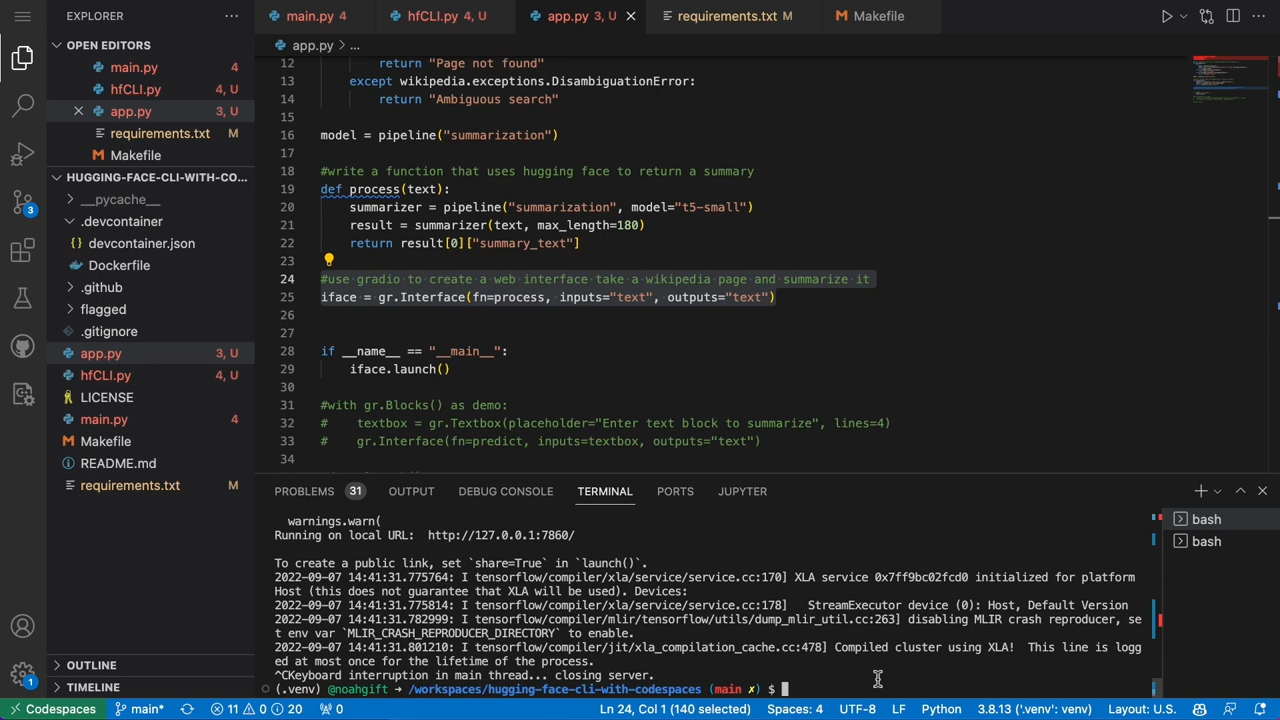 EXPLORER
main.py 4
hfCLI.py 4, U
app.py 3, U
requirements.txt M
Makefile
OPEN EDITORS
main.py 4
hfCLI.py 4, U
app.py 3, U
requirements.txt M
Makefile
HUGGING-FACE-CLI-WITH-CO...
__pycache__
.devcontainer
{} devcontainer.json
Dockerfile
.github
flagged
.gitignore
app.py 3, U
hfCLI.py 4, U
LICENSE
main.py 4
Makefile
README.md
requirements.txt M
OUTLINE
TIMELINE
app.py > ...
12 return "Page not found"
13 except wikipedia.exceptions.DisambiguationError:
14 return "Ambiguous search"
15
16 model = pipeline("summarization")
17
18 #write a function that uses hugging face to return a summary
19 def process(text):
20 summarizer = pipeline("summarization", model="t5-small")
21 result = summarizer(text, max_length=180)
22 return result[0]["summary_text"]
23
24 #use gradio to create a web interface take a wikipedia page and summarize it
25 iface = gr.Interface(fn=process, inputs="text", outputs="text")
26
27
28 if __name__ == "__main__":
29 iface.launch()
30
31 #with gr.Blocks() as demo:
32 # textbox = gr.Textbox(placeholder="Enter text block to summarize", lines=4)
33 # gr.Interface(fn=predict, inputs=textbox, outputs="text")
34
PROBLEMS 31 OUTPUT DEBUG CONSOLE TERMINAL PORTS JUPYTER
warnings.warn(
Running on local URL: http://127.0.0.1:7860/
To create a public link, set `share=True` in `launch()`.
2022-09-07 14:41:31.775764: I tensorflow/compiler/xla/service/service.cc:170] XLA service 0x7ff9bc02fcd0 initialized for platform
Host (this does not guarantee that XLA will be used). Devices:
2022-09-07 14:41:31.775814: I tensorflow/compiler/xla/service/service.cc:178] StreamExecutor device (0): Host, Default Version
2022-09-07 14:41:31.782999: I tensorflow/compiler/mlir/tensorflow/utils/dump_mlir_util.cc:263] disabling MLIR crash reproducer, se
t env var `MLIR_CRASH_REPRODUCER_DIRECTORY` to enable.
2022-09-07 14:41:31.801210: I tensorflow/compiler/jit/xla_compilation_cache.cc:478] Compiled cluster using XLA! This line is logg
ed at most once for the lifetime of the process.
^CKeyboard interruption in main thread... closing server.
(.venv) @noahgift ➜ /workspaces/hugging-face-cli-with-codespaces (main ✗) $
bash
bash
3
1
Codespaces main* 11 0 20 0 Ln 24, Col 1 (140 selected) Spaces: 4 UTF-8 LF Python 3.8.13 ('.venv': venv) Layout: U.S.